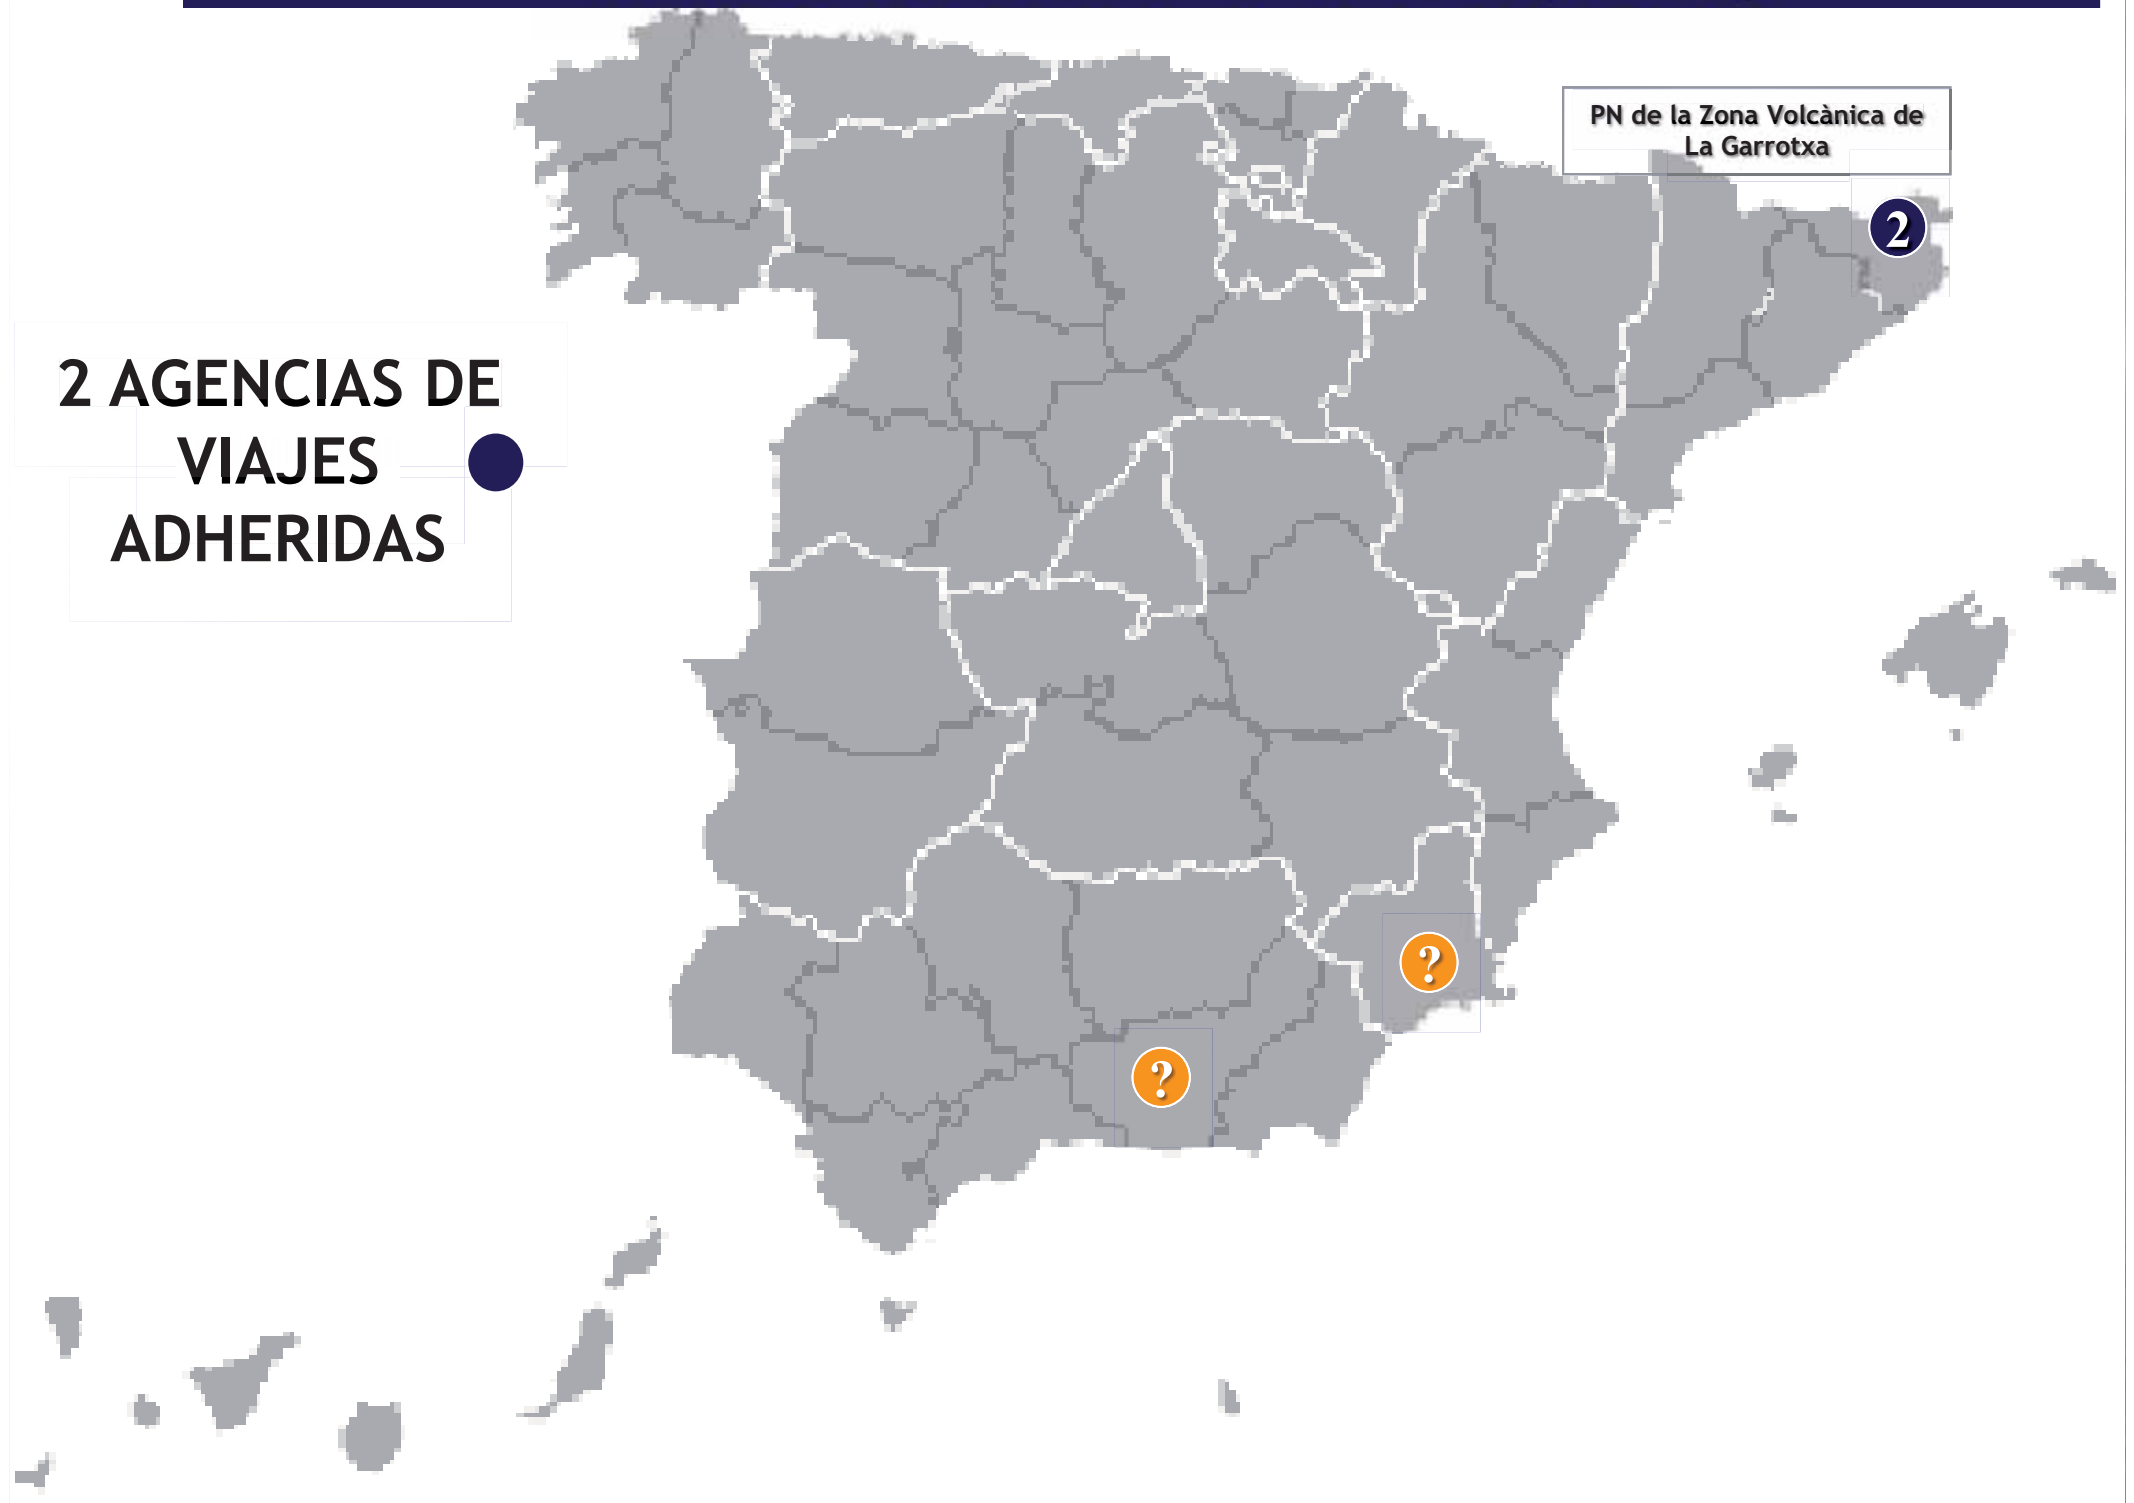 PN de la Zona Volcànica de
La Garrotxa
2
2 AGENCIAS DE
VIAJES
ADHERIDAS
?
?